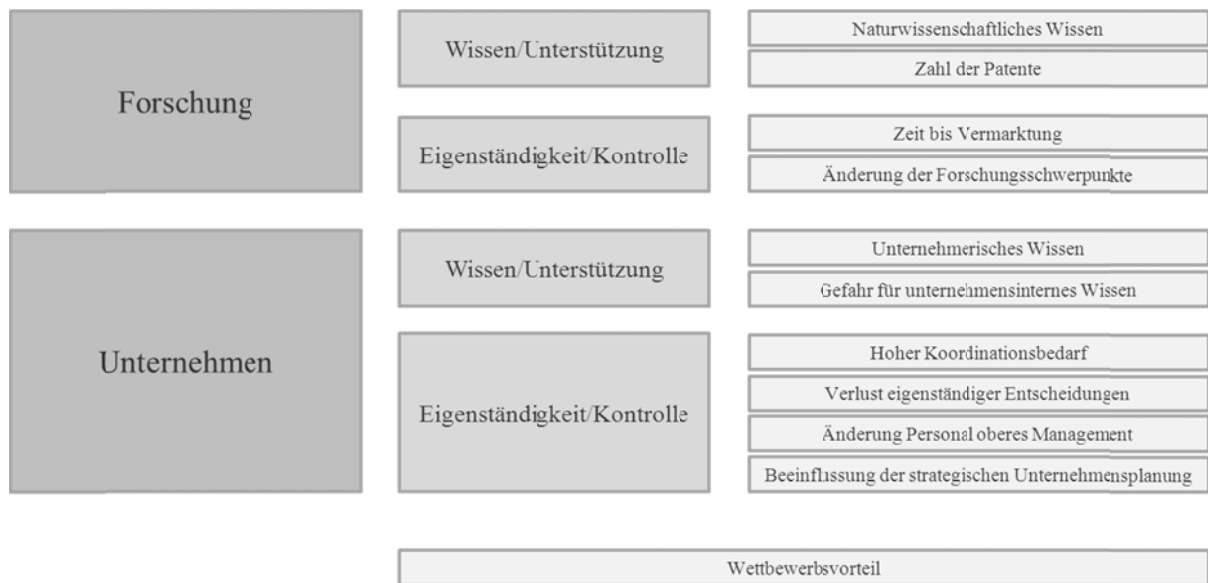 Forschung
Wissen/Unterstützung
Naturwissenschaftliches Wissen
Zahl der Patente
Eigenständigkeit/Kontrolle
Zeit bis Vermarktung
Änderung der Forschungsschwerpunkte
Unternehmen
Wissen/Unterstützung
Unternehmerisches Wissen
Gefahr für unternehmensinternes Wissen
Eigenständigkeit/Kontrolle
Hoher Koordinationsbedarf
Verlust eigenständiger Entscheidungen
Änderung Personal oberes Management
Beeinflussung der strategischen Unternehmensplanung
Wettbewerbsvorteil